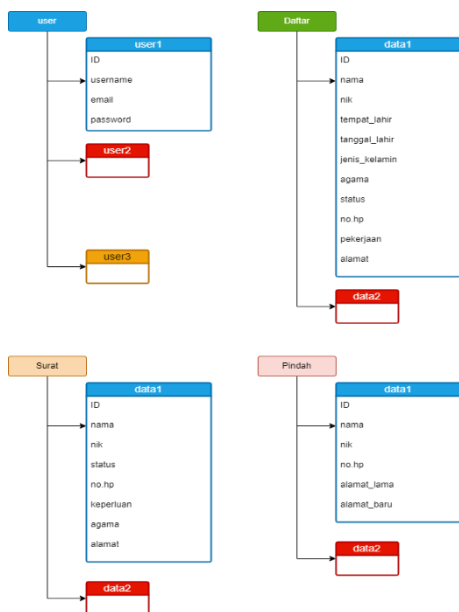 user
user1
ID
username
email
password
user2
user3
Daftar
data1
ID
nama
nik
tempat_lahir
tanggal_lahir
jenis_kelamin
agama
status
no.hp
pekerjaan
alamat
data2
Surat
data1
ID
nama
nik
status
no.hp
keperluan
agama
alamat
data2
Pindah
data1
ID
nama
nik
no.hp
alamat_lama
alamat_baru
data2